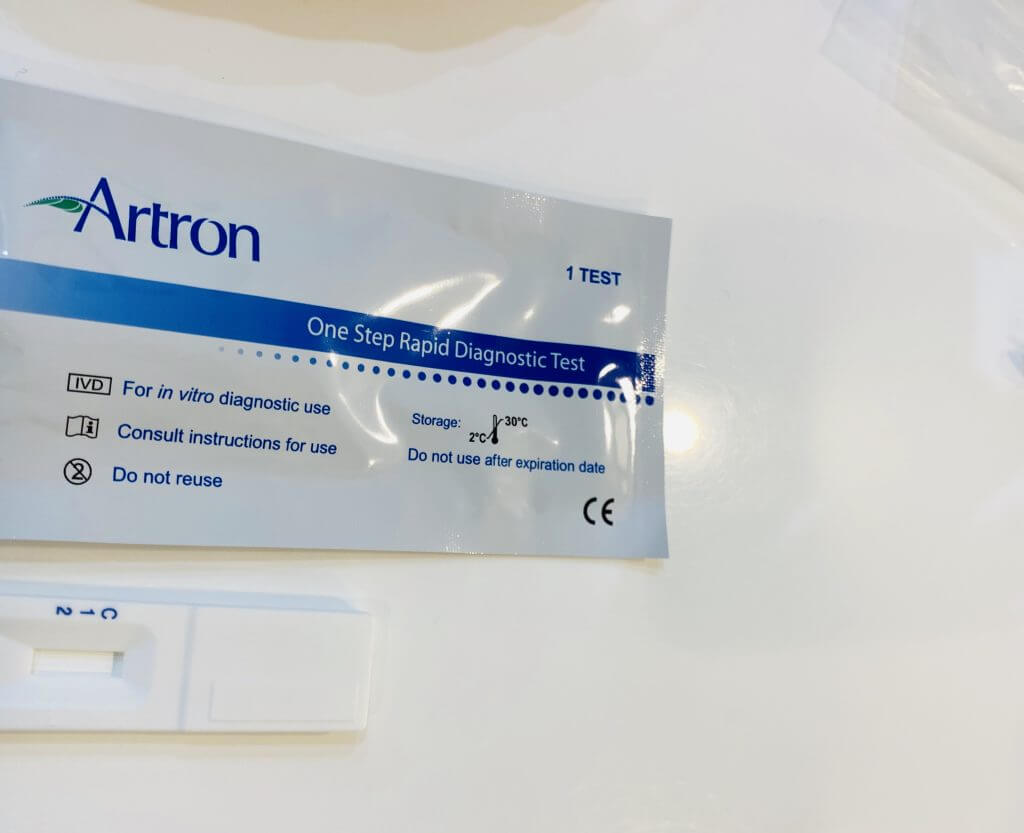 Artron
1 TEST
One Step Rapid Diagnostic Test
IVD For in vitro diagnostic use
Consult instructions for use
2 Do not reuse
Storage: 2°C 30°C
Do not use after expiration date
CE
C 1 2